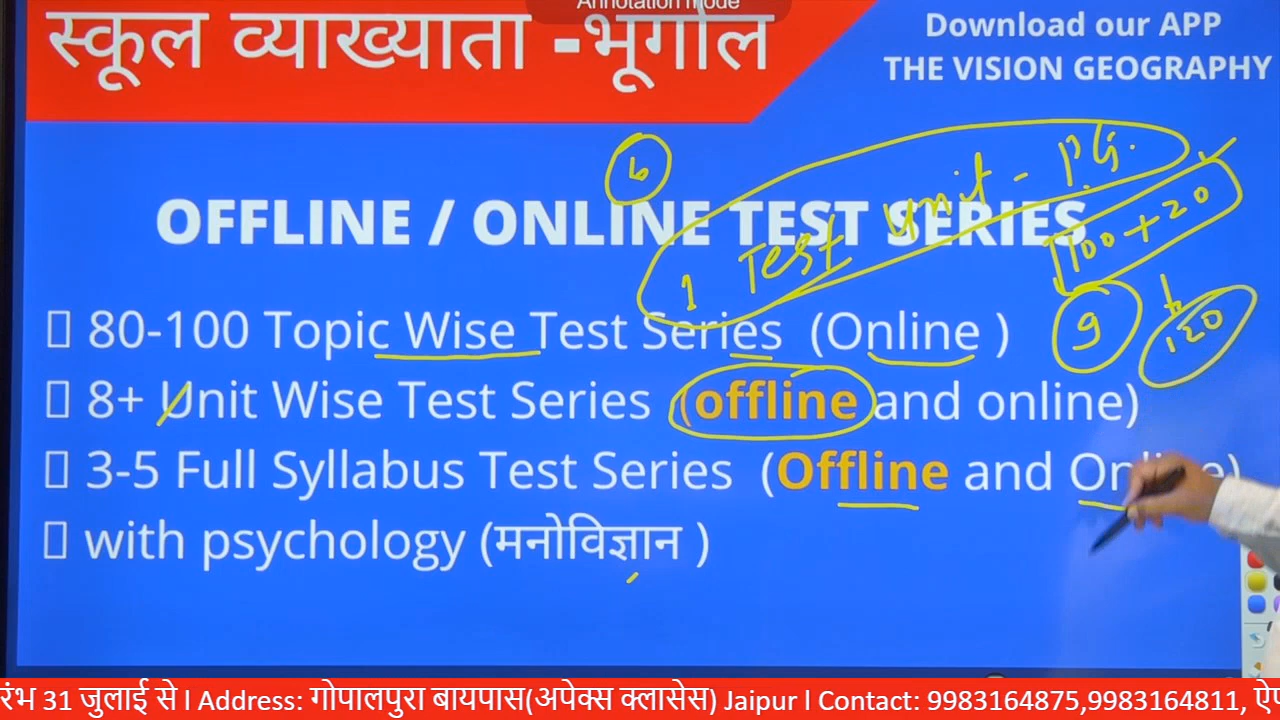 Annotation mode
स्कूल व्याख्याता -भूगोल
Download our APP
THE VISION GEOGRAPHY
6
1 Test Unit - P.G.
100+20
OFFLINE / ONLINE TEST SERIES
9
120
80-100 Topic Wise Test Series (Online )
8+ Unit Wise Test Series (offline and online)
3-5 Full Syllabus Test Series (Offline and Online)
with psychology (मनोविज्ञान )
रंभ 31 जुलाई से l Address: गोपालपुरा बायपास(अपेक्स क्लासेस) Jaipur l Contact: 9983164875,9983164811, ऐप